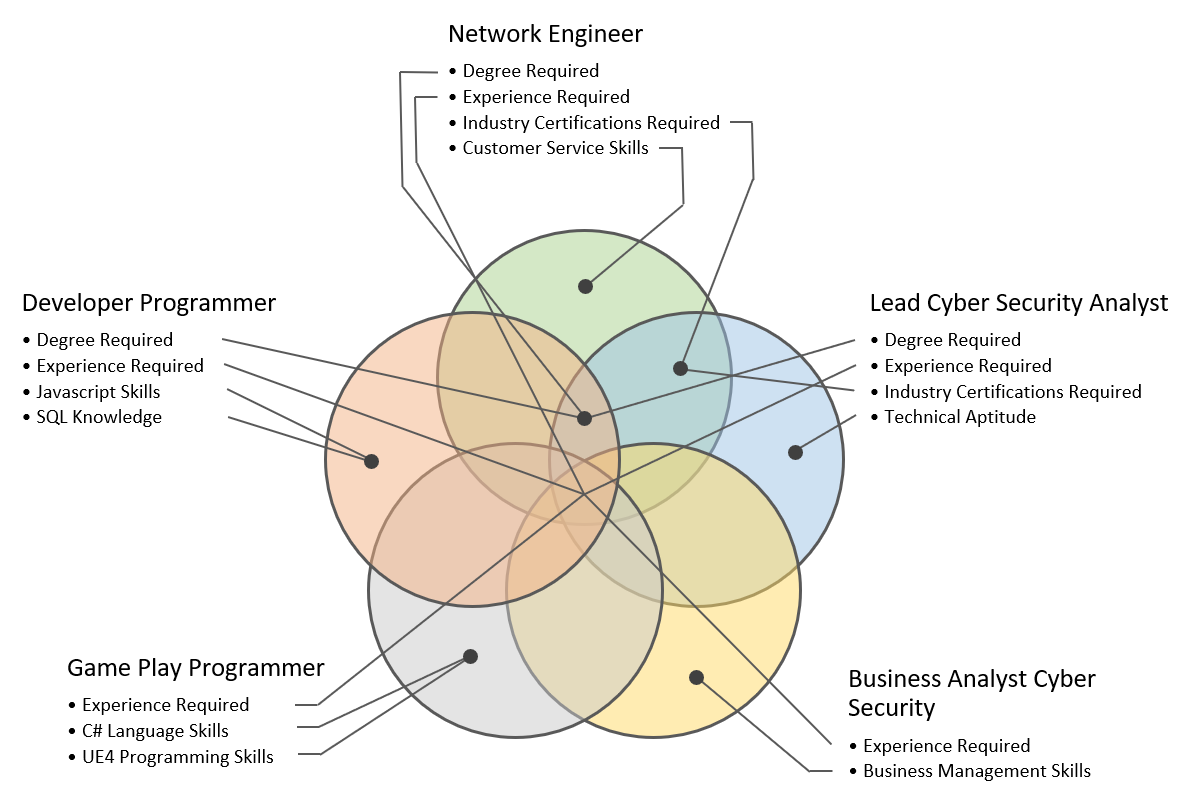 Network Engineer
• Degree Required
• Experience Required
• Industry Certifications Required
• Customer Service Skills
Developer Programmer
• Degree Required
• Experience Required
• Javascript Skills
• SQL Knowledge
Lead Cyber Security Analyst
• Degree Required
• Experience Required
• Industry Certifications Required
• Technical Aptitude
Game Play Programmer
• Experience Required
• C# Language Skills
• UE4 Programming Skills
Business Analyst Cyber
Security
• Experience Required
• Business Management Skills